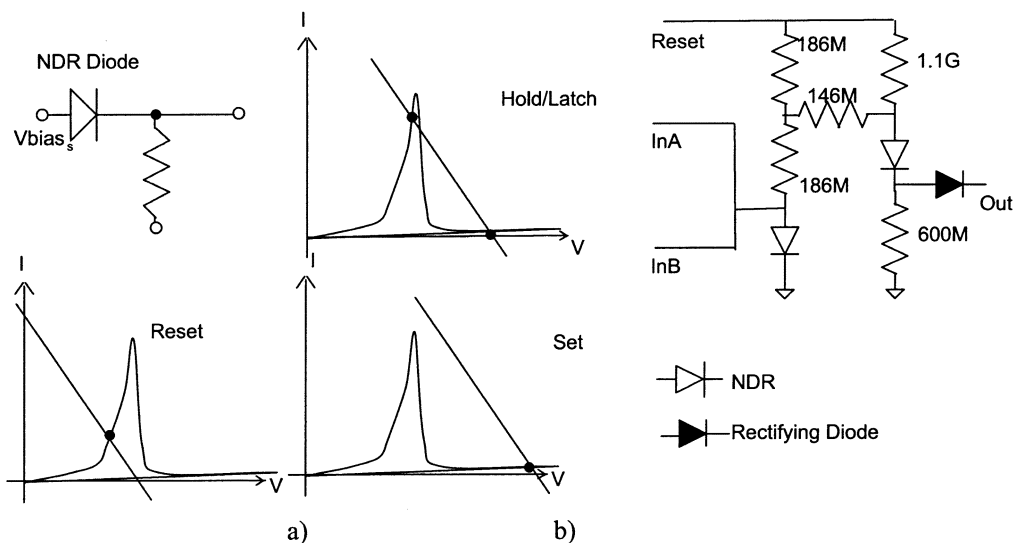 NDR Diode
Vbias s
I
Hold/Latch
V
I
Reset
V
I
Set
V
a)
b)
Reset
186M
1.1G
146M
InA
186M
Out
600M
InB
NDR
Rectifying Diode